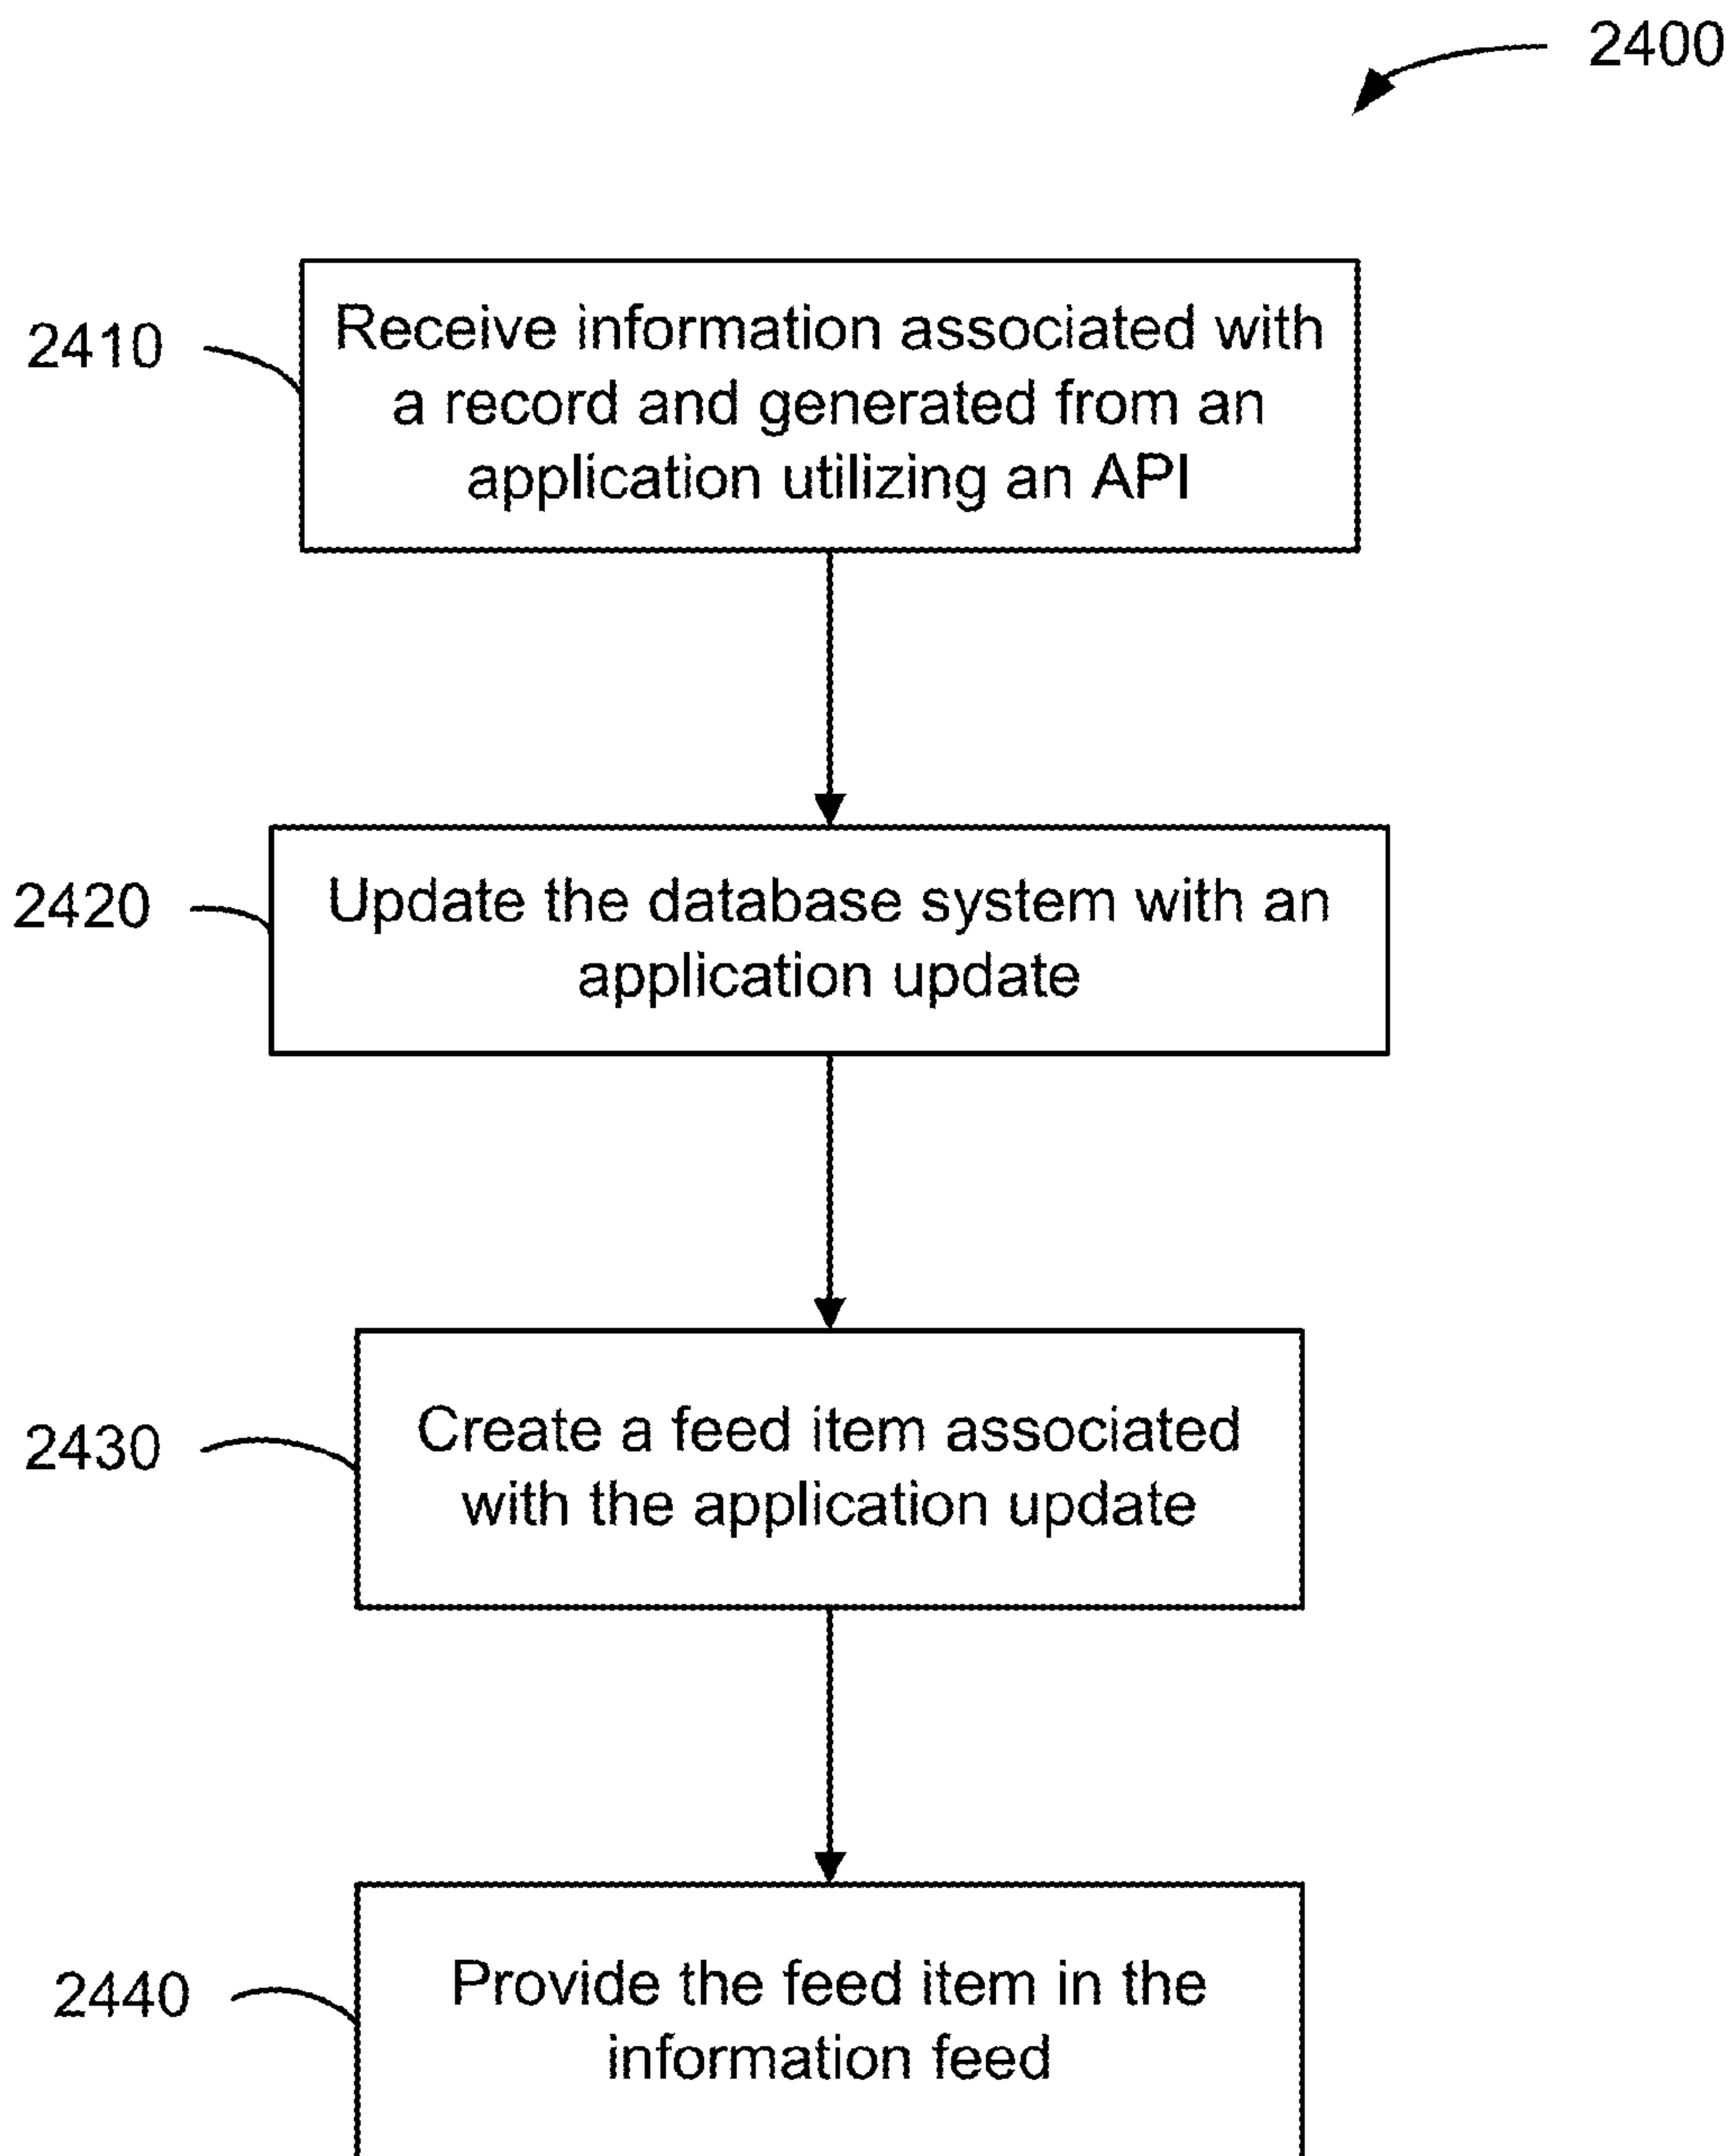 2400
2410
Receive information associated with
a record and generated from an
application utilizing an API
2420
Update the database system with an
application update
2430
Create a feed item associated
with the application update
2440
Provide the feed item in the
information feed